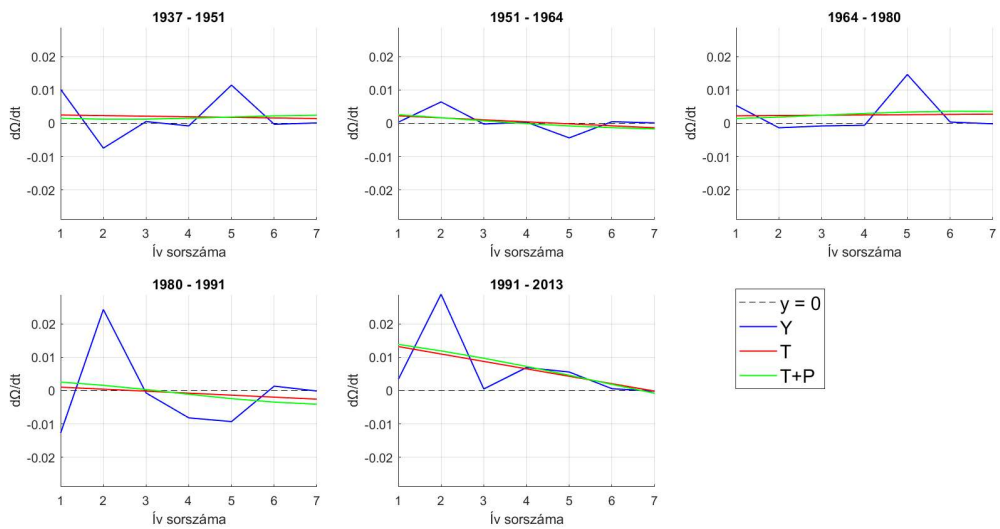 1937 - 1951
dΩ/dt
0.02
0.01
0
-0.01
-0.02
1 2 3 4 5 6 7
Ív sorszáma
1951 - 1964
dΩ/dt
0.02
0.01
0
-0.01
-0.02
1 2 3 4 5 6 7
Ív sorszáma
1964 - 1980
dΩ/dt
0.02
0.01
0
-0.01
-0.02
1 2 3 4 5 6 7
Ív sorszáma
1980 - 1991
dΩ/dt
0.02
0.01
0
-0.01
-0.02
1 2 3 4 5 6 7
Ív sorszáma
1991 - 2013
dΩ/dt
0.02
0.01
0
-0.01
-0.02
1 2 3 4 5 6 7
Ív sorszáma
y = 0
Y
T
T+P